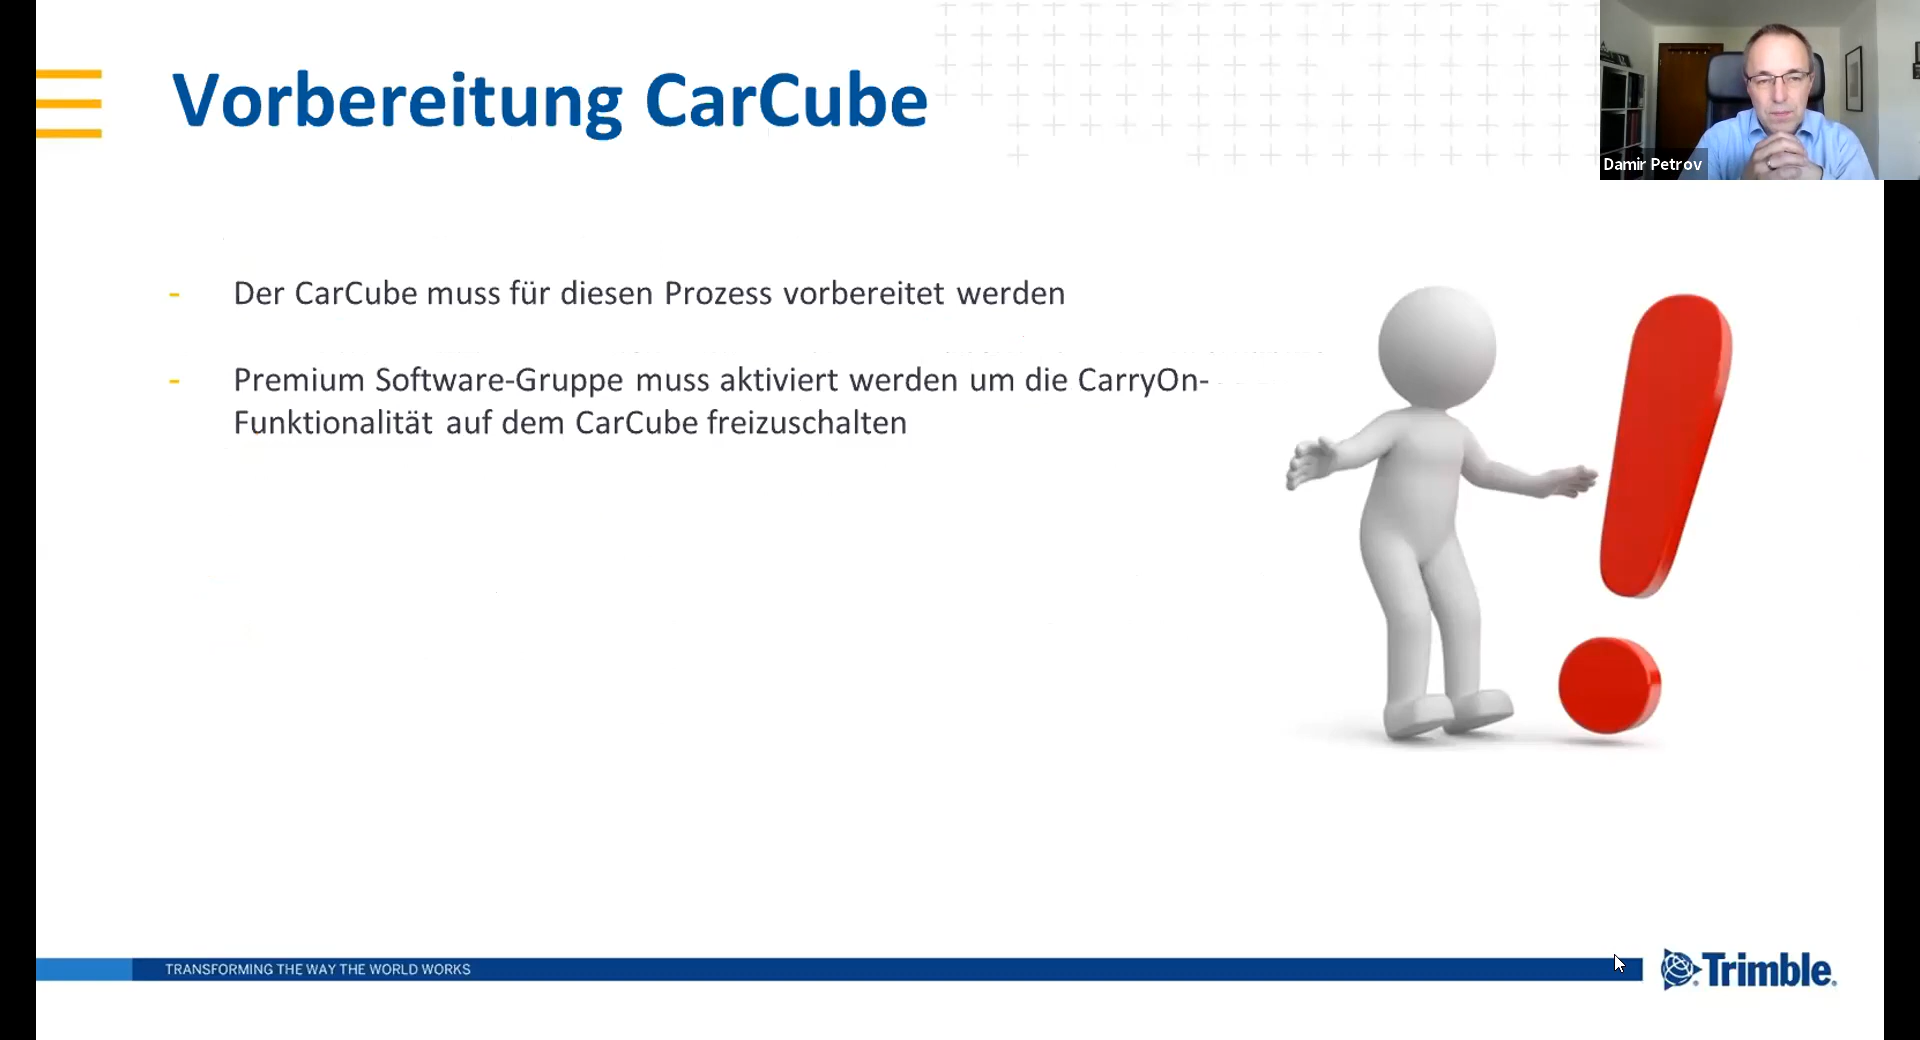 Vorbereitung CarCube
Damir Petrov
- Der CarCube muss für diesen Prozess vorbereitet werden
- Premium Software-Gruppe muss aktiviert werden um die CarryOn-
Funktionalität auf dem CarCube freizuschalten
TRANSFORMING THE WAY THE WORLD WORKS
Trimble